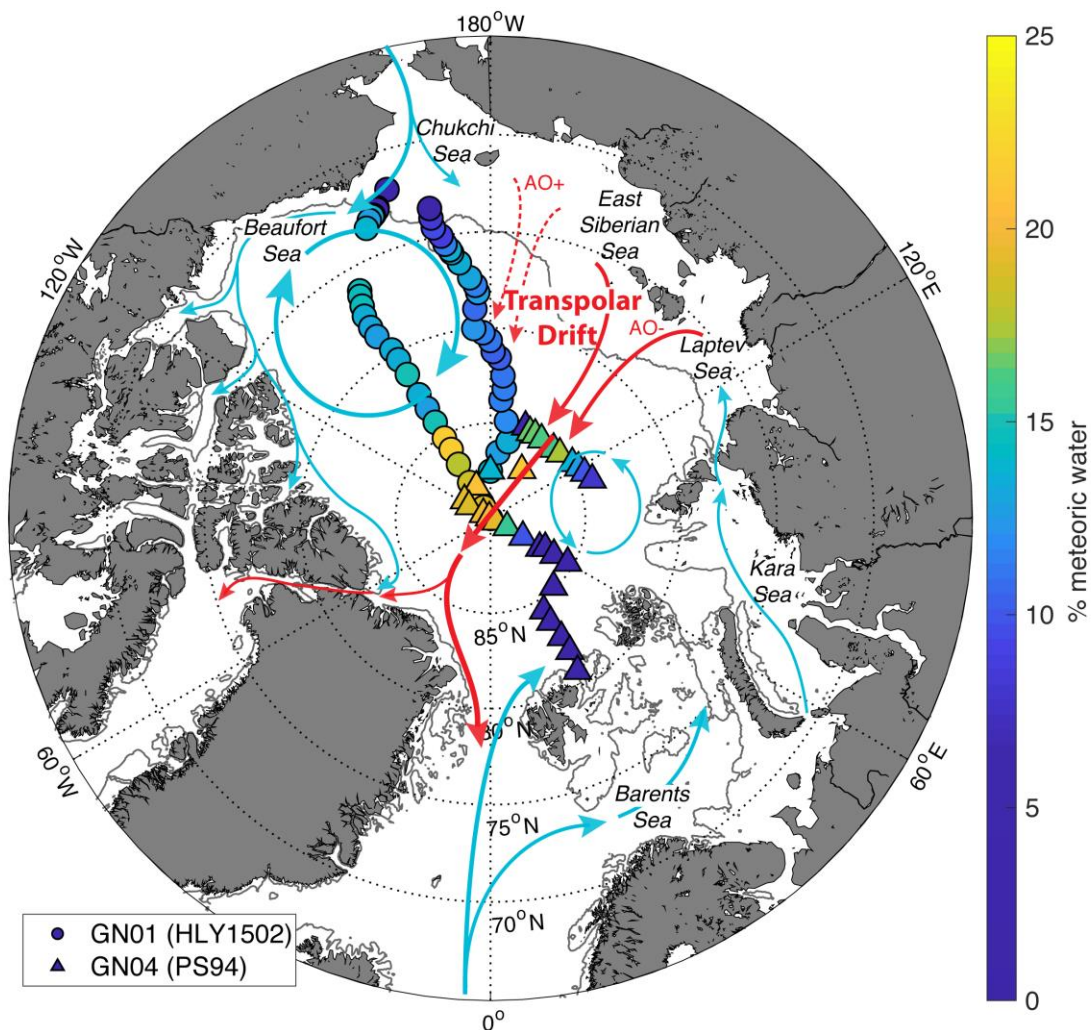 180°W
Chukchi
Sea
AO+
East
Siberian
Sea
Beaufort
Sea
120°W
120°E
Transpolar
Drift
AO-
Laptev
Sea
Kara
Sea
85°N
80°N
60°W
60°E
Barents
Sea
75°N
70°N
0°
GN01 (HLY1502)
GN04 (PS94)
25
20
15
10
5
0
% meteoric water